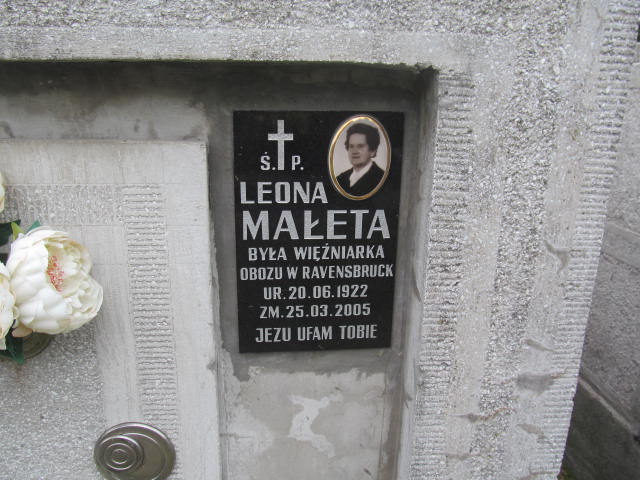 Ś. P.
LEONA
MAŁETA
BYŁA WIĘŹNIARKA
OBOZU W RAVENSBRUCK
UR.20.06.1922
ZM.25.03.2005
JEZU UFAM TOBIE